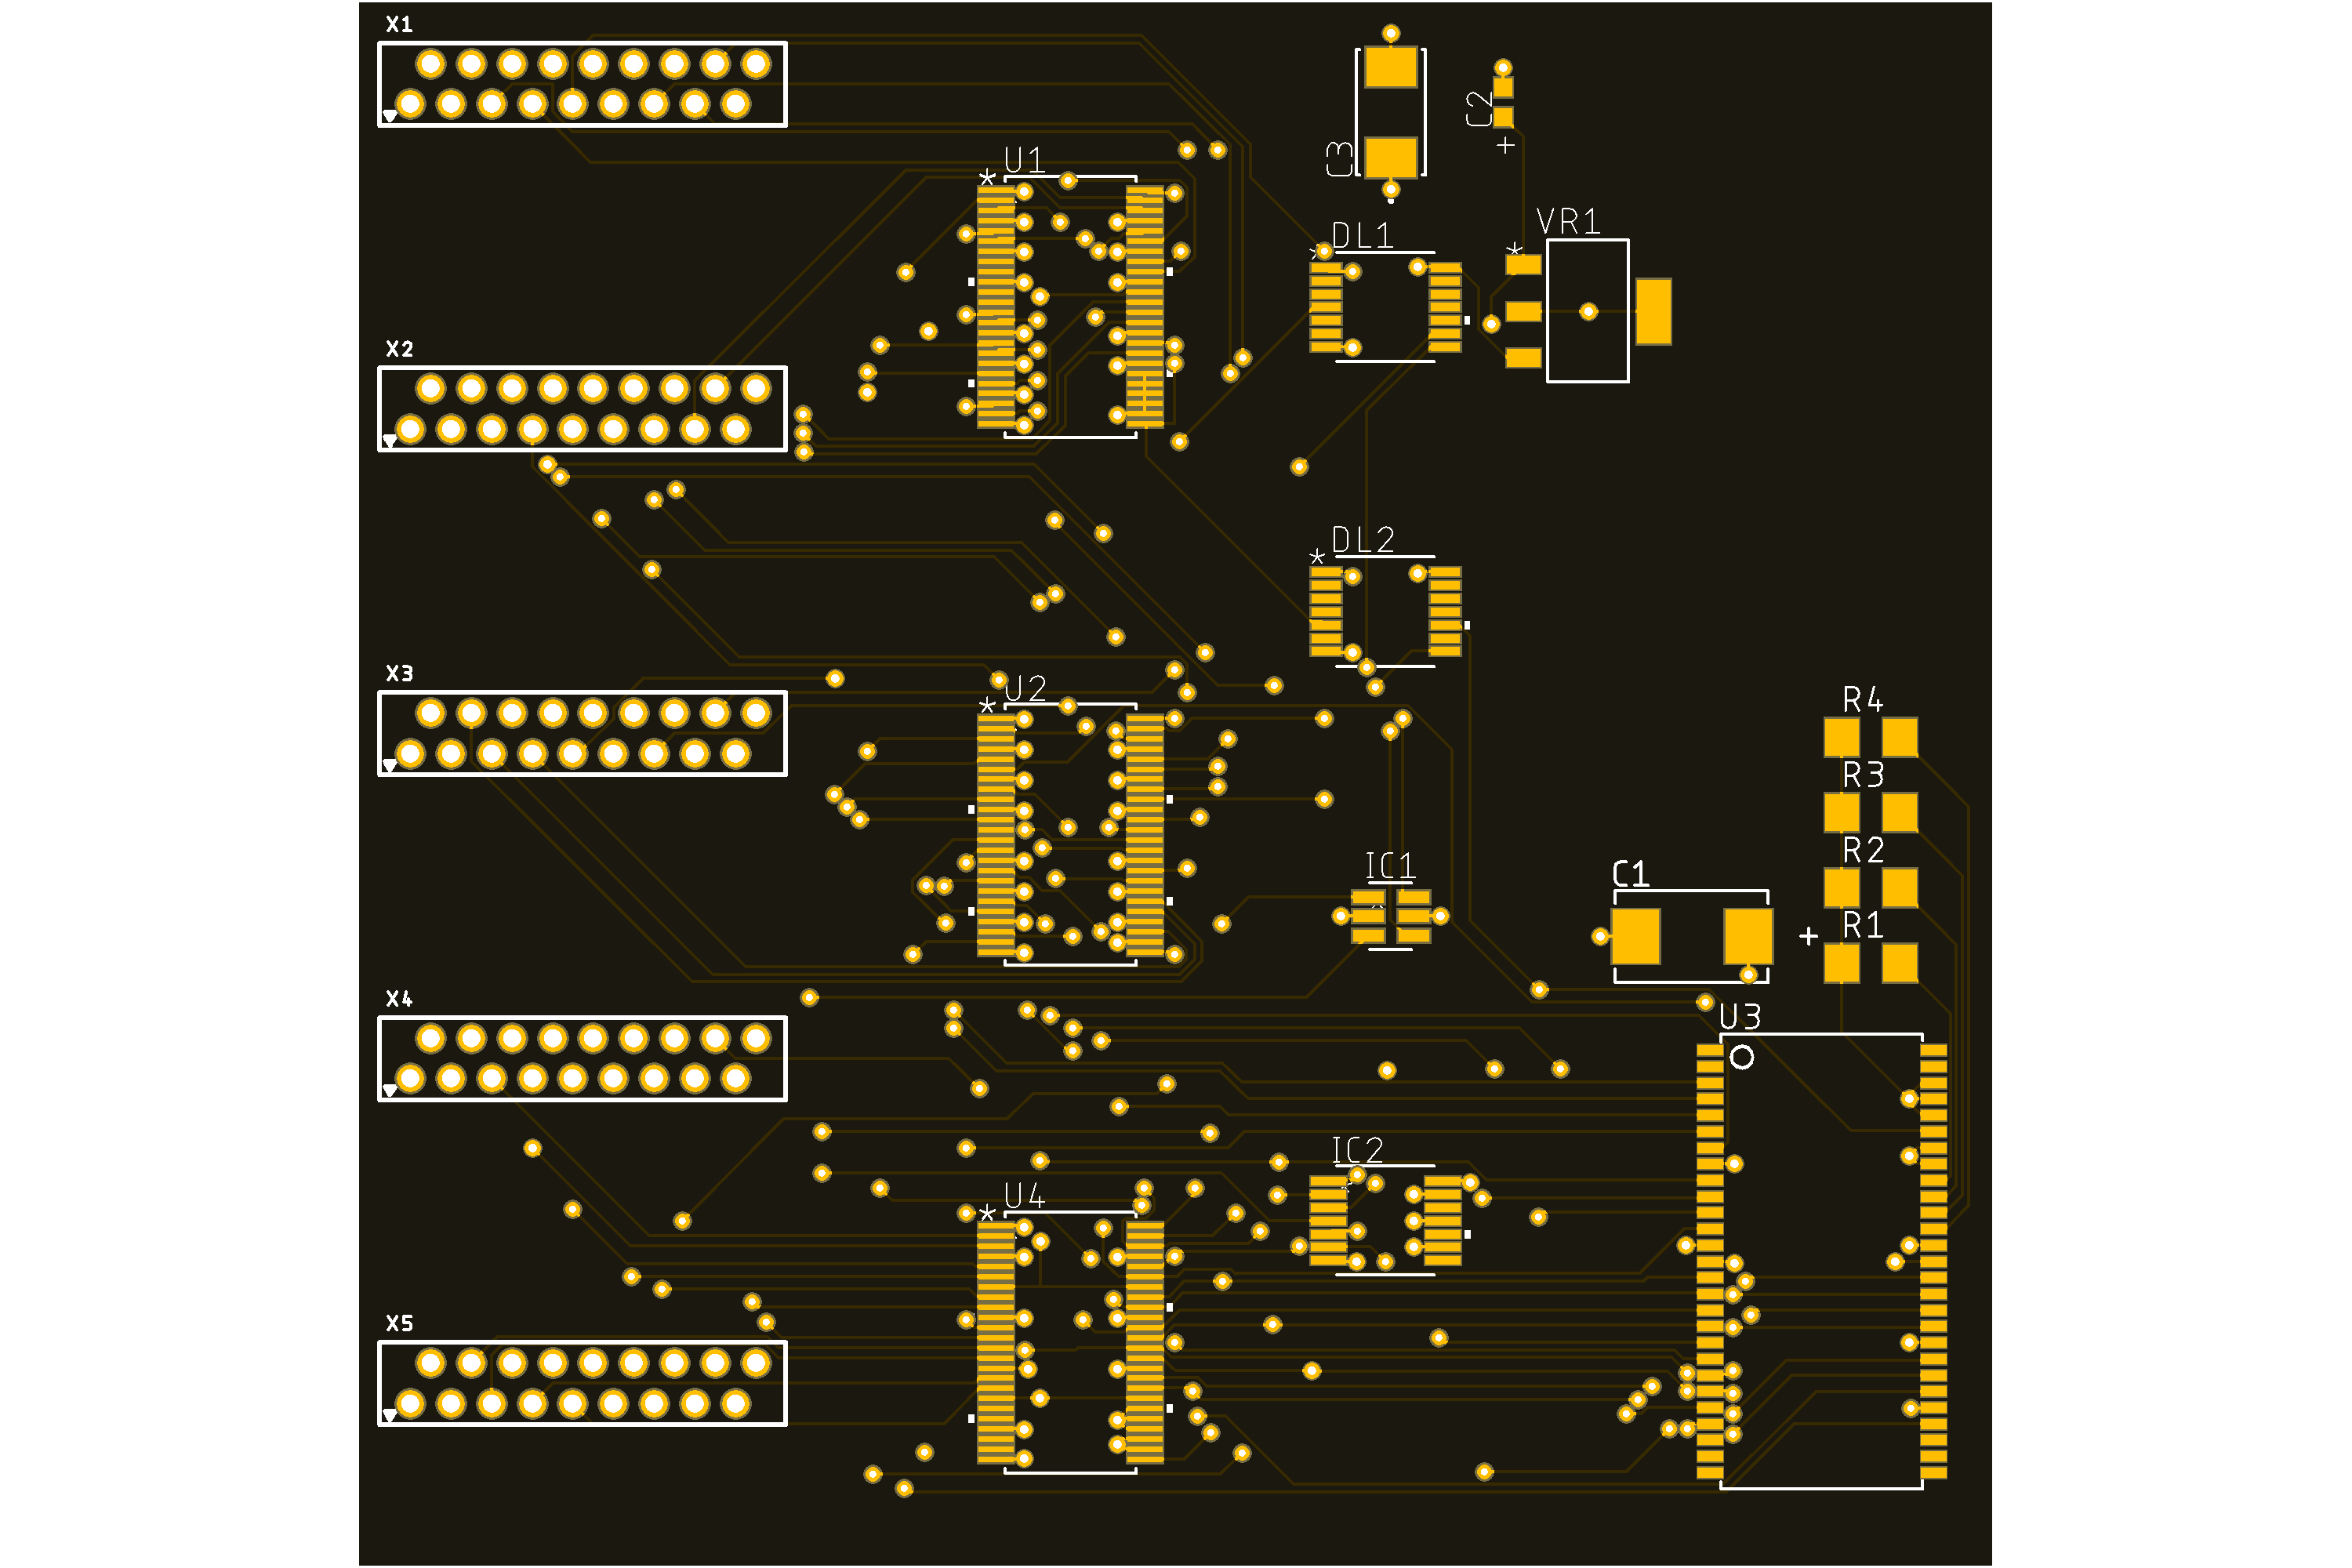 X1
C2
+
C3
U1
*
VR1
DL1
*
*
X2
DL2
*
X3
U2
*
R4
R3
R2
IC1
C1
R1
+
X4
U3
IC2
U4
*
X5